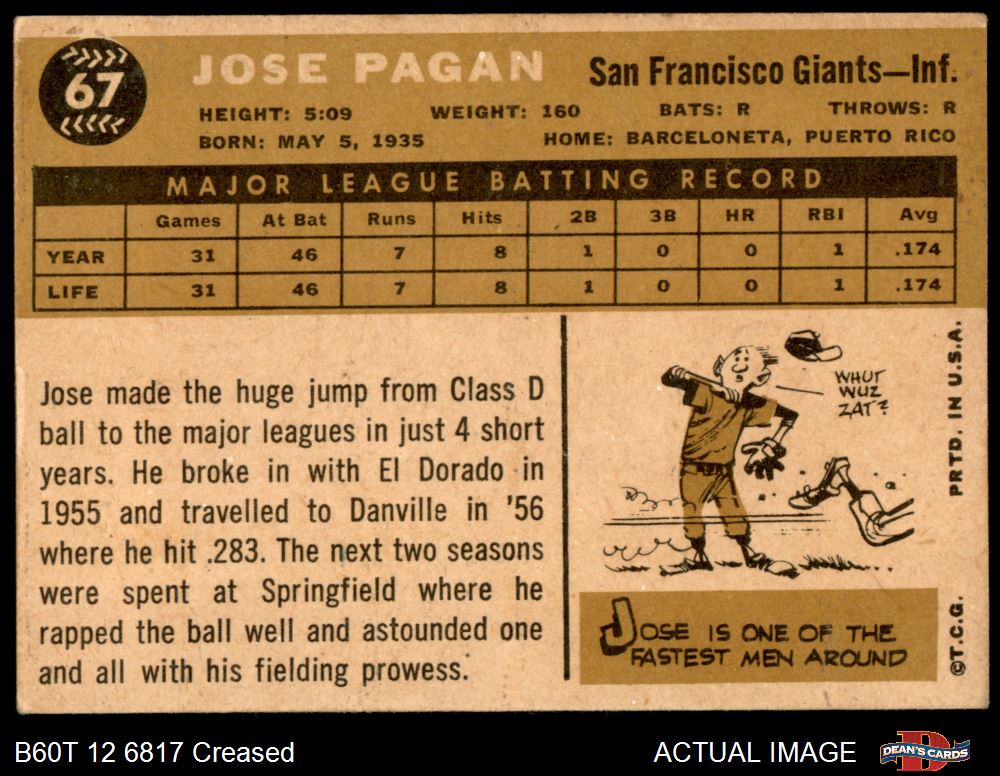 67
JOSE PAGAN
San Francisco Giants—Inf.
HEIGHT: 5:09 WEIGHT: 160 BATS: R THROWS: R
BORN: MAY 5, 1935 HOME: BARCELONETA, PUERTO RICO
MAJOR LEAGUE BATTING RECORD
Games At Bat Runs Hits 2B 3B HR RBI Avg
YEAR 31 46 7 8 1 0 0 1 .174
LIFE 31 46 7 8 1 0 0 1 .174
Jose made the huge jump from Class D
ball to the major leagues in just 4 short
years. He broke in with El Dorado in
1955 and travelled to Danville in '56
where he hit .283. The next two seasons
were spent at Springfield where he
rapped the ball well and astounded one
and all with his fielding prowess.
WHUT
WUZ
ZAT?
JOSE IS ONE OF THE
FASTEST MEN AROUND
PRTD. IN U.S.A.
©T.C.G.
B60T 12 6817 Creased
ACTUAL IMAGE
D
DEAN'S CARDS